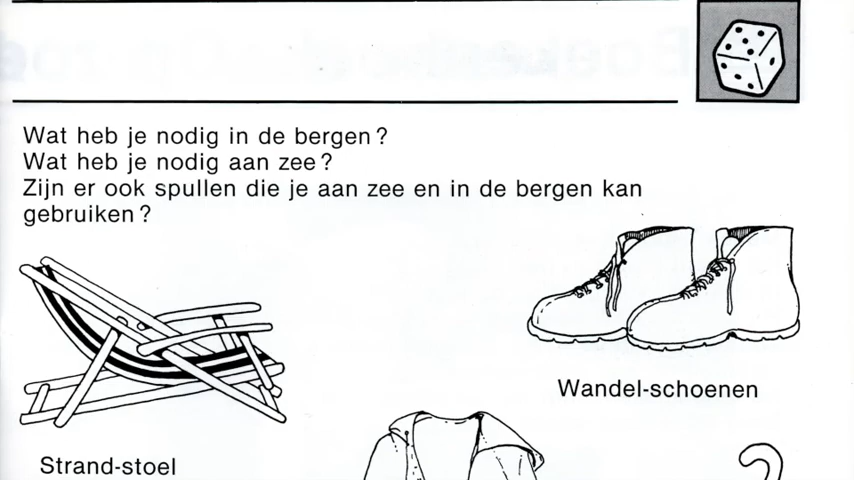 Wat heb je nodig in de bergen?
Wat heb je nodig aan zee?
Zijn er ook spullen die je aan zee en in de bergen kan
gebruiken?
Wandel-schoenen
Strand-stoel